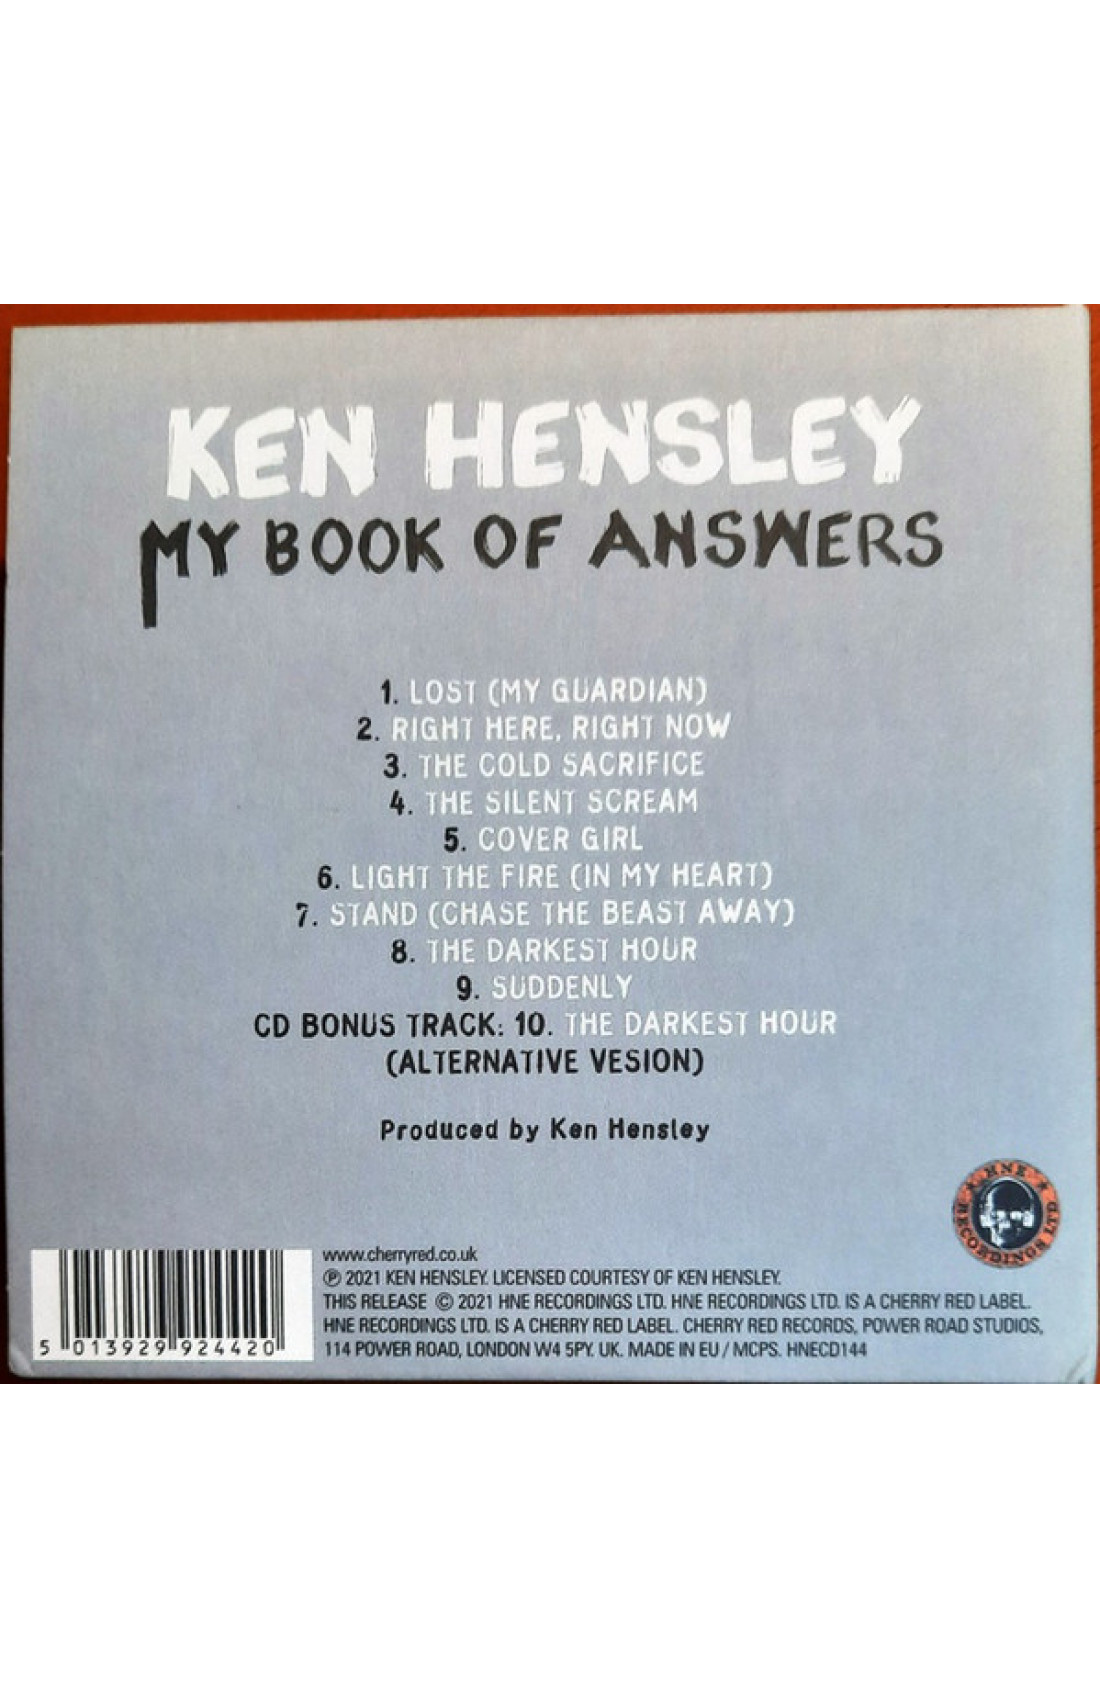 KEN HENSLEY
MY BOOK OF ANSWERS
1. LOST (MY GUARDIAN)
2. RIGHT HERE, RIGHT NOW
3. THE COLD SACRIFICE
4. THE SILENT SCREAM
5. COVER GIRL
6. LIGHT THE FIRE (IN MY HEART)
7. STAND (CHASE THE BEAST AWAY)
8. THE DARKEST HOUR
9. SUDDENLY
CD BONUS TRACK: 10. THE DARKEST HOUR
(ALTERNATIVE VESION)
Produced by Ken Hensley
★ HNE ★
RECORDINGS LTD
www.cherryred.co.uk
℗ 2021 KEN HENSLEY. LICENSED COURTESY OF KEN HENSLEY.
THIS RELEASE © 2021 HNE RECORDINGS LTD. HNE RECORDINGS LTD. IS A CHERRY RED LABEL.
HNE RECORDINGS LTD. IS A CHERRY RED LABEL. CHERRY RED RECORDS, POWER ROAD STUDIOS,
114 POWER ROAD, LONDON W4 5PY. UK. MADE IN EU / MCPS. HNECD144
5 013929 924420